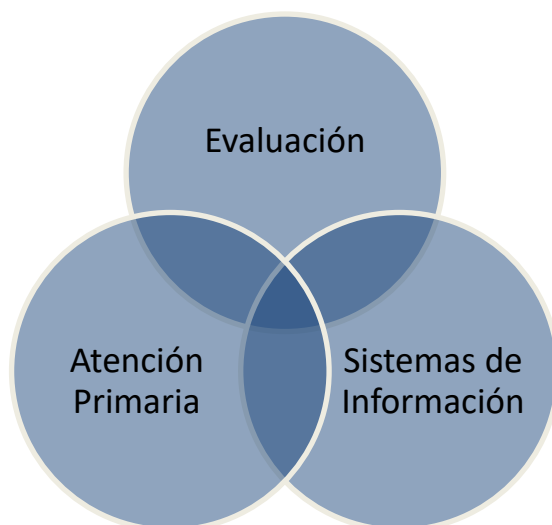 Evaluación
Atención
Primaria
Sistemas de
Información